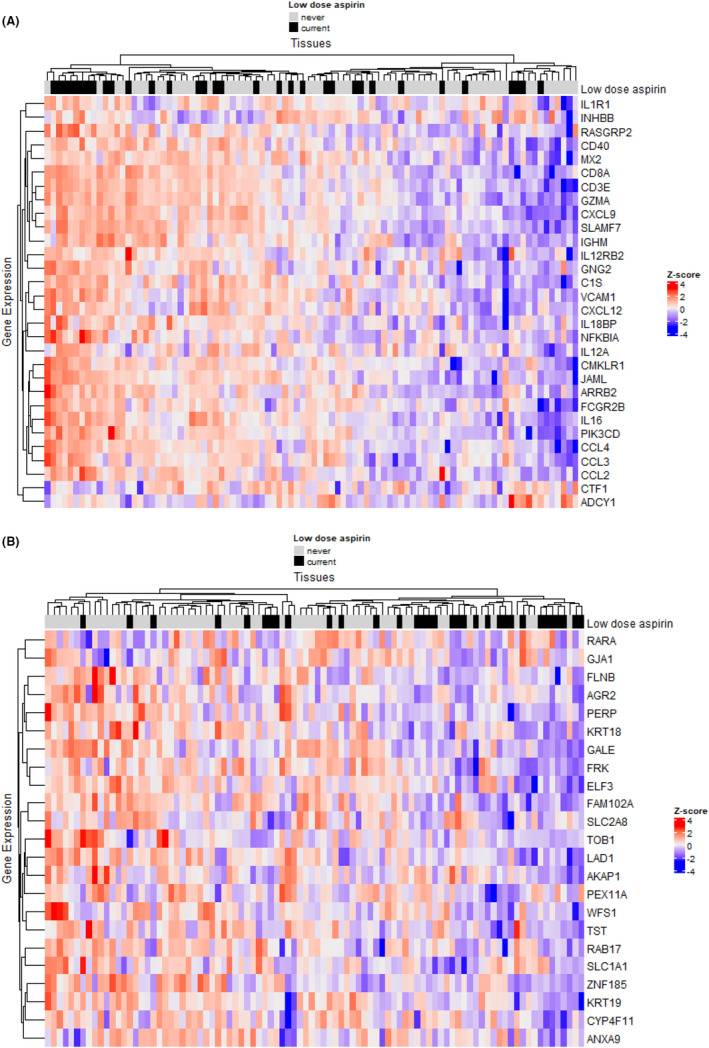 (A)
Low dose aspirin
never
current
Tissues
Low dose aspirin
Gene Expression
IL1R1
INHBB
RASGRP2
CD40
MX2
CD8A
CD3E
GZMA
CXCL9
SLAMF7
IGHM
IL12RB2
GNG2
C1S
VCAM1
CXCL12
IL18BP
NFKBIA
IL12A
CMKLR1
JAML
ARRB2
FCGR2B
IL16
PIK3CD
CCL4
CCL3
CCL2
CTF1
ADCY1
Z-score
4
2
0
-2
-4
(B)
Low dose aspirin
never
current
Tissues
Low dose aspirin
Gene Expression
RARA
GJA1
FLNB
AGR2
PERP
KRT18
GALE
FRK
ELF3
FAM102A
SLC2A8
TOB1
LAD1
AKAP1
PEX11A
WFS1
TST
RAB17
SLC1A1
ZNF185
KRT19
CYP4F11
ANXA9
Z-score
4
2
0
-2
-4